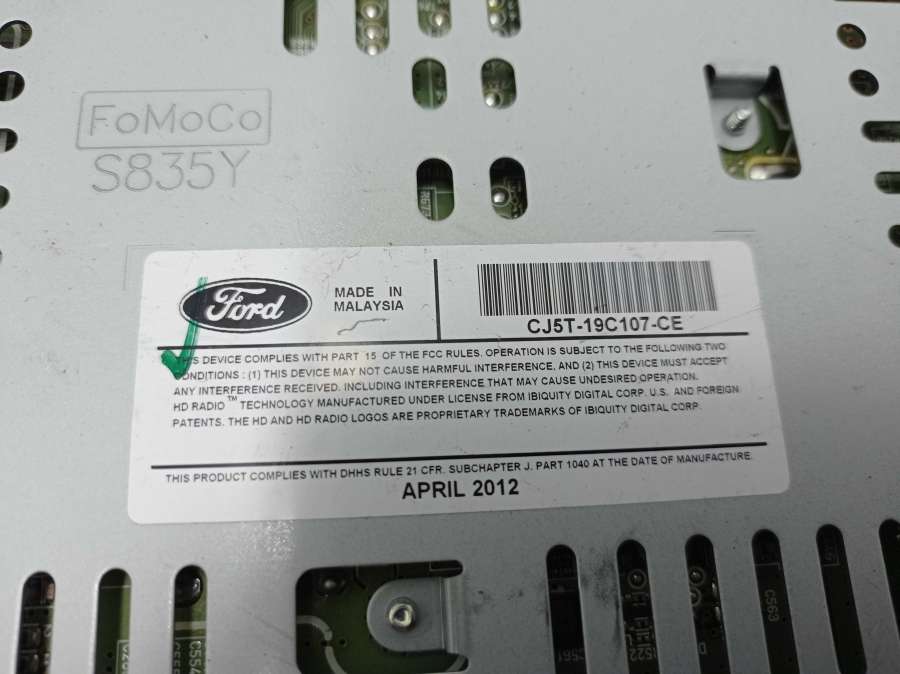 FoMoCo
S835Y
Ford
MADE IN
MALAYSIA
CJ5T-19C107-CE
THIS DEVICE COMPLIES WITH PART 15 OF THE FCC RULES. OPERATION IS SUBJECT TO THE FOLLOWING TWO
CONDITIONS : (1) THIS DEVICE MAY NOT CAUSE HARMFUL INTERFERENCE, AND (2) THIS DEVICE MUST ACCEPT
ANY INTERFERENCE RECEIVED. INCLUDING INTERFERENCE THAT MAY CAUSE UNDESIRED OPERATION.
HD RADIO™ TECHNOLOGY MANUFACTURED UNDER LICENSE FROM IBIQUITY DIGITAL CORP. U.S. AND FOREIGN
PATENTS. THE HD AND HD RADIO LOGOS ARE PROPRIETARY TRADEMARKS OF IBIQUITY DIGITAL CORP.
THIS PRODUCT COMPLIES WITH DHHS RULE 21 CFR. SUBCHAPTER J. PART 1040 AT THE DATE OF MANUFACTURE.
APRIL 2012
C561
C563